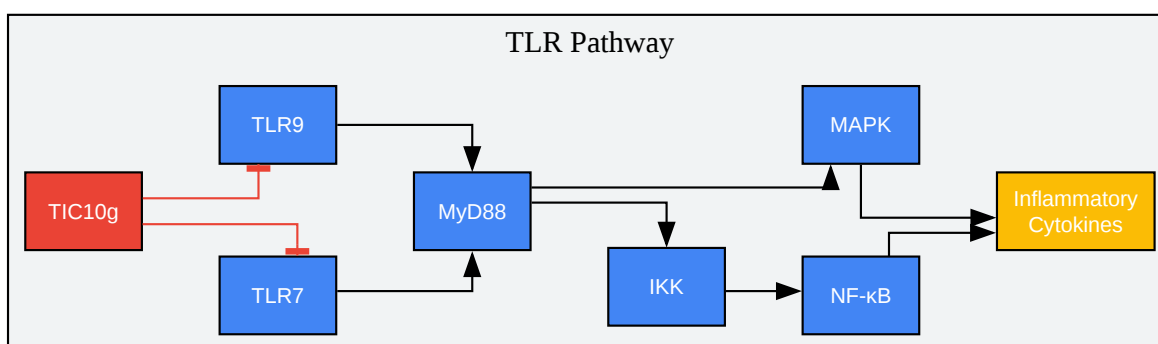 TLR Pathway
TLR9
MAPK
TIC10g
MyD88
Inflammatory
Cytokines
TLR7
IKK
NF-κB